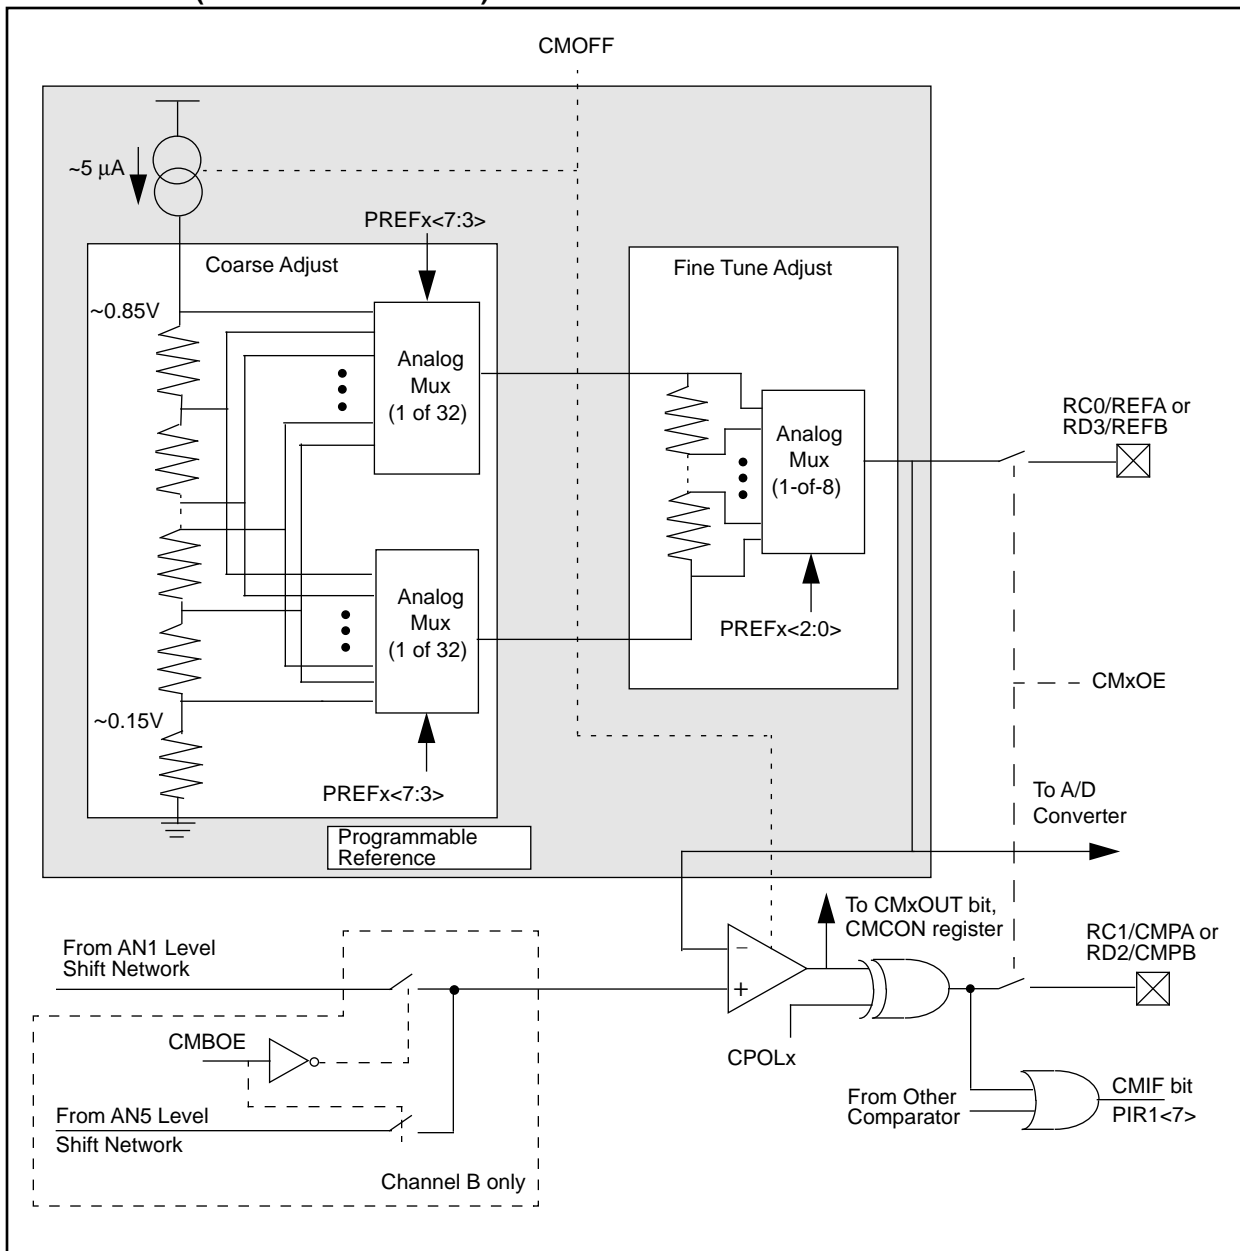 CMOFF
~5 µA
PREFx<7:3>
Coarse Adjust
Fine Tune Adjust
~0.85V
Analog
Mux
(1 of 32)
Analog
Mux
(1-of-8)
RC0/REFA or
RD3/REFB
Analog
Mux
(1 of 32)
PREFx<2:0>
CMxOE
~0.15V
PREFx<7:3>
To A/D
Converter
Programmable
Reference
To CMxOUT bit,
CMCON register
RC1/CMPA or
RD2/CMPB
From AN1 Level
Shift Network
−
+
CMBOE
CPOLx
From Other
Comparator
CMIF bit
PIR1<7>
From AN5 Level
Shift Network
Channel B only